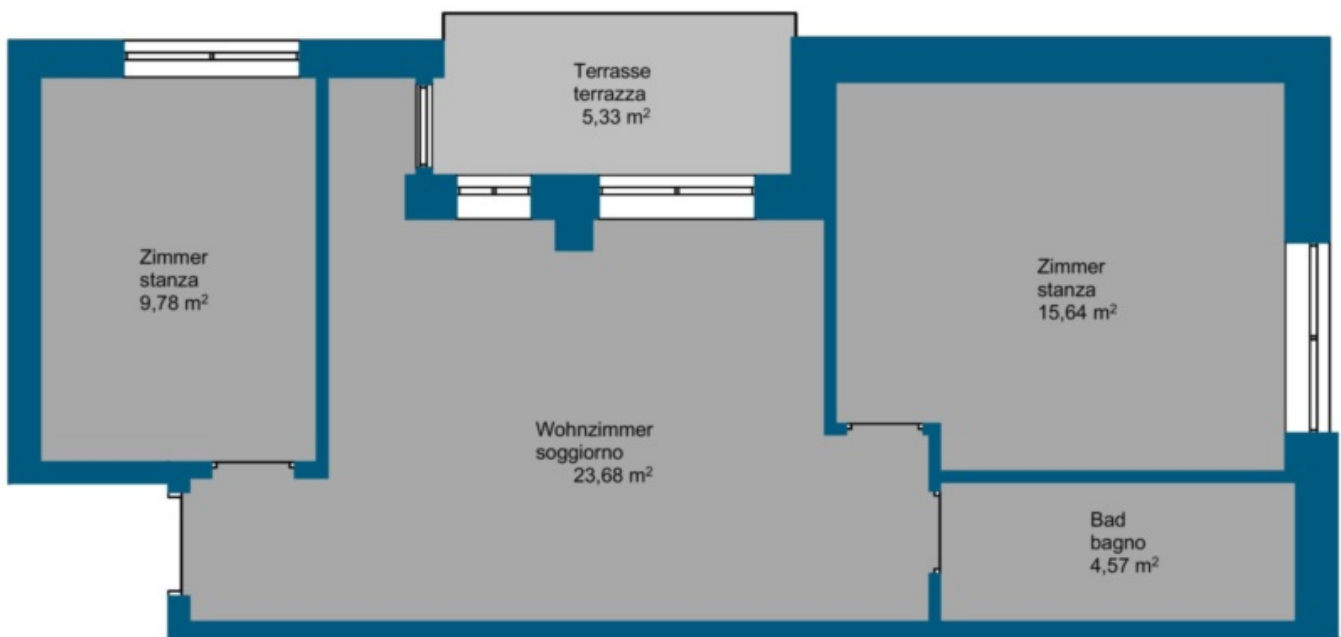 Terrasse
terrazza
5,33 m²
Zimmer
stanza
9,78 m²
Zimmer
stanza
15,64 m²
Wohnzimmer
soggiorno
23,68 m²
Bad
bagno
4,57 m²